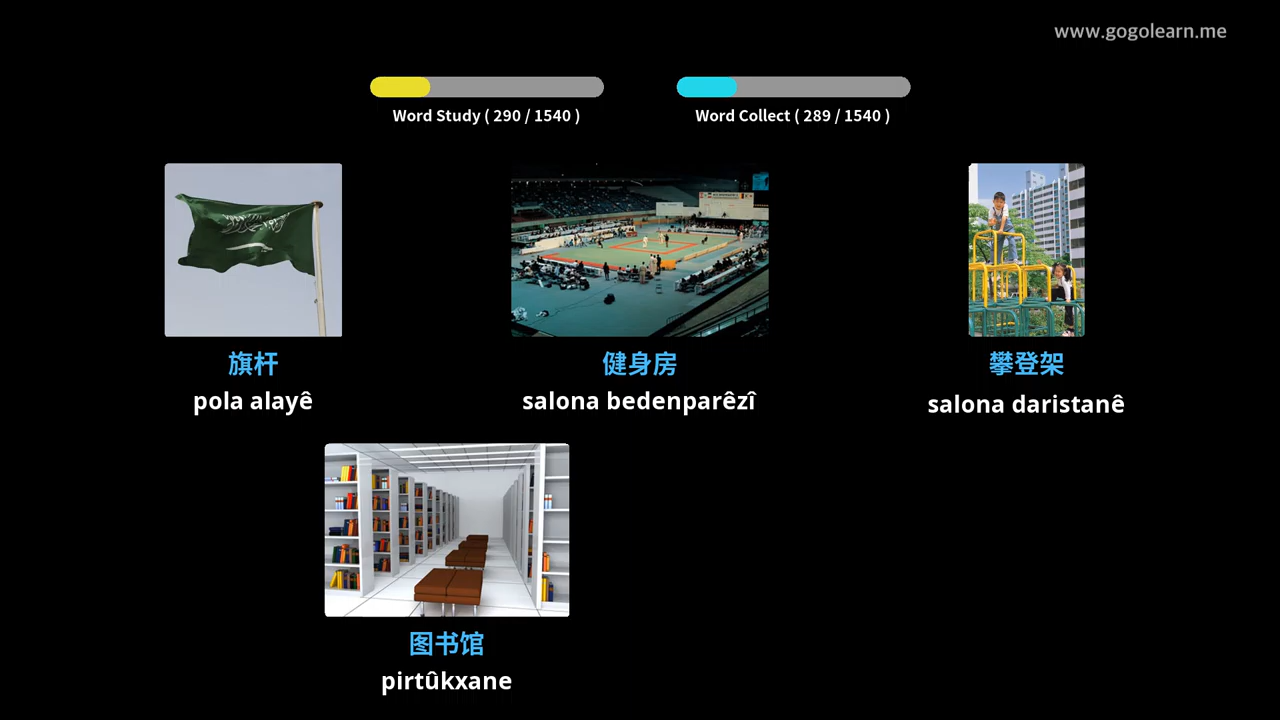 www.gogolearn.me
Word Study ( 290 / 1540 )
Word Collect ( 289 / 1540 )
旗杆
pola alayê
健身房
salona bedenparêzî
攀登架
salona daristanê
图书馆
pirtûkxane